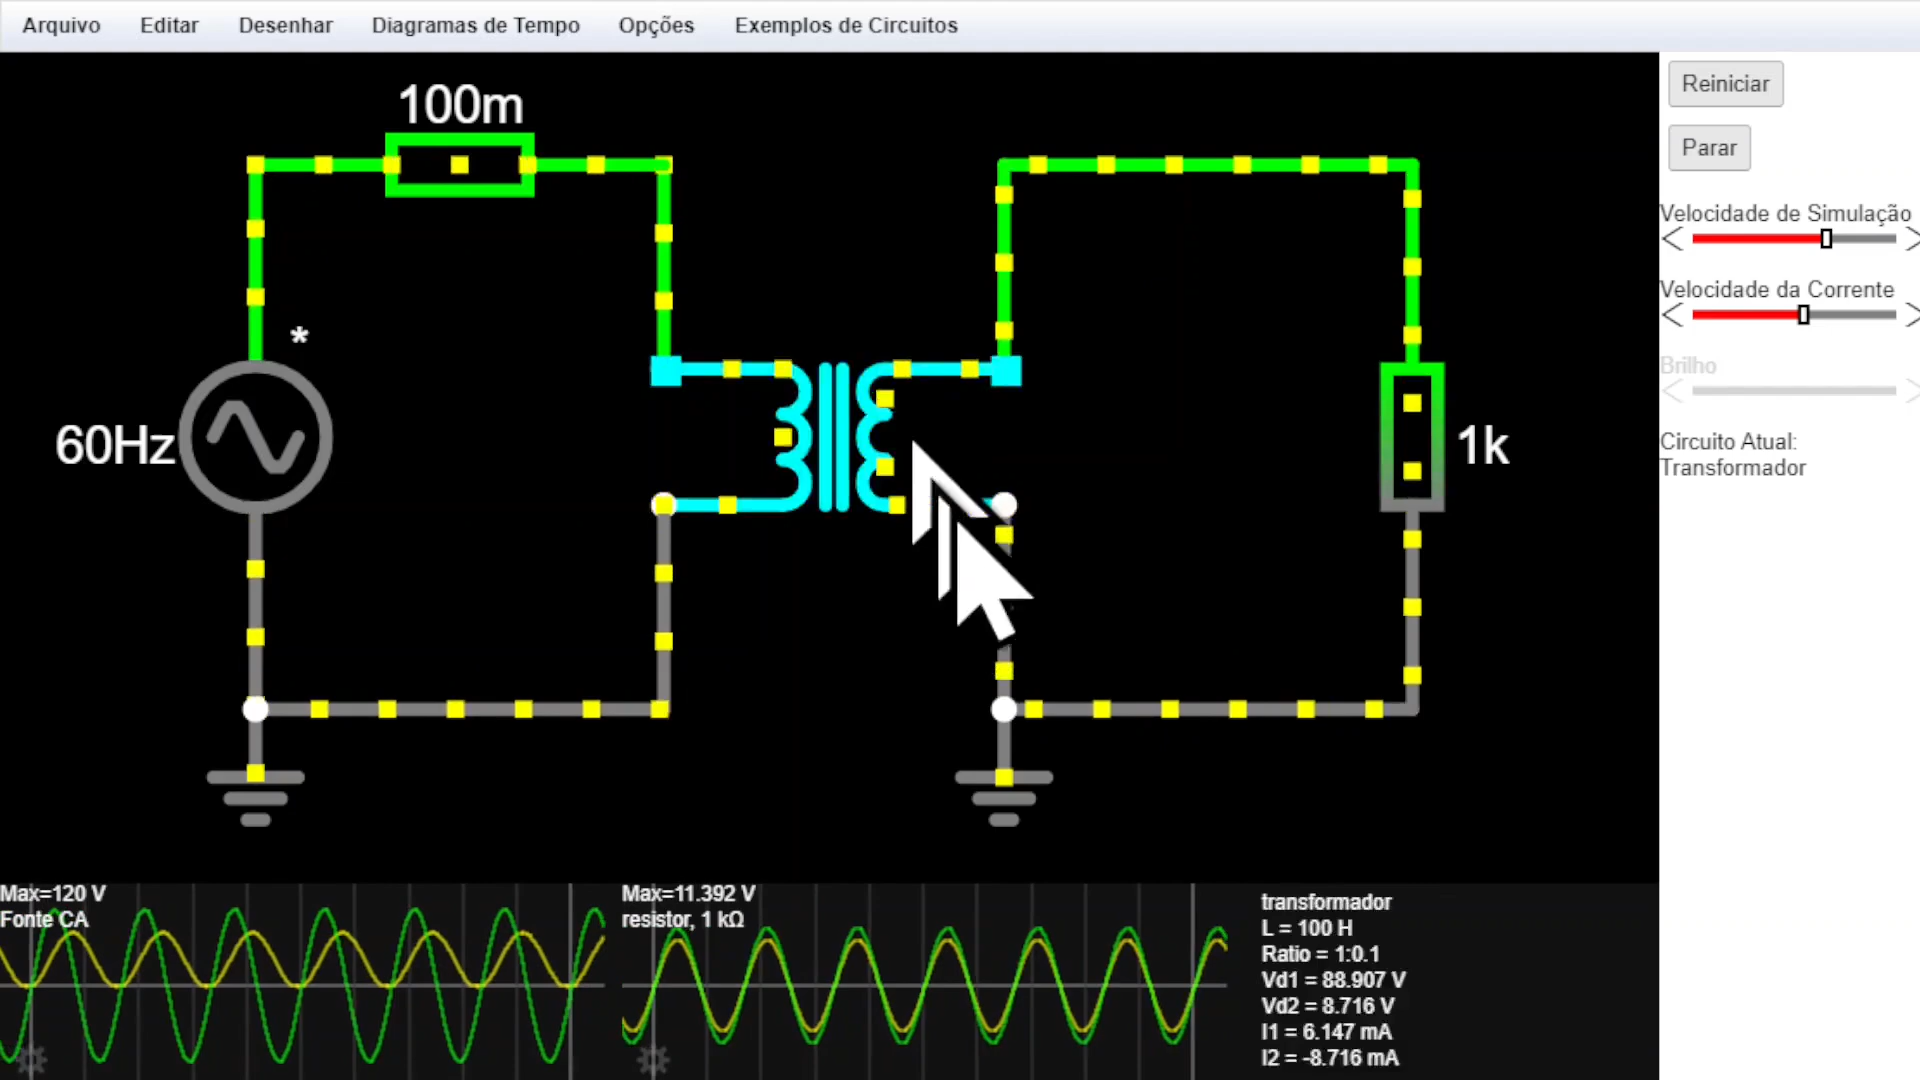 Arquivo Editar Desenhar Diagramas de Tempo Opções Exemplos de Circuitos
Reiniciar
Parar
Velocidade de Simulação
Velocidade da Corrente
Brilho
Circuito Atual:
Transformador
100m
*
60Hz
1k
Max=120 V
Fonte CA
Max=11.392 V
resistor, 1 kΩ
transformador
L = 100 H
Ratio = 1:0.1
Vd1 = 88.907 V
Vd2 = 8.716 V
I1 = 6.147 mA
I2 = -8.716 mA